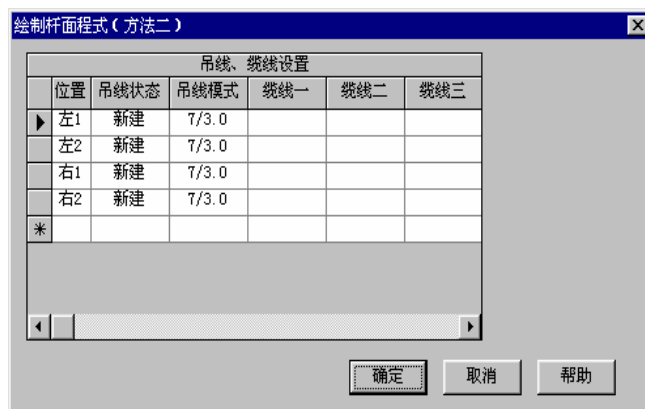 绘制杆面程式(方法二)
吊线、缆线设置
位置 吊线状态 吊线模式 缆线一 缆线二 缆线三
左1 新建 7/3.0
左2 新建 7/3.0
右1 新建 7/3.0
右2 新建 7/3.0
确定 取消 帮助